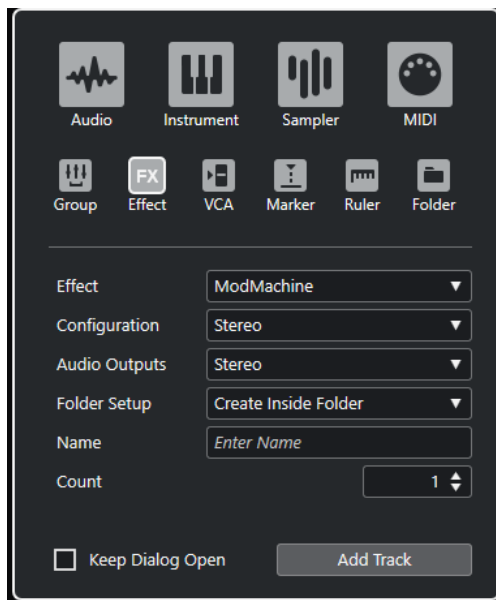 Audio Instrument Sampler MIDI
FX
Group Effect VCA Marker Ruler Folder
Effect ModMachine
Configuration Stereo
Audio Outputs Stereo
Folder Setup Create Inside Folder
Name Enter Name
Count 1
Keep Dialog Open Add Track